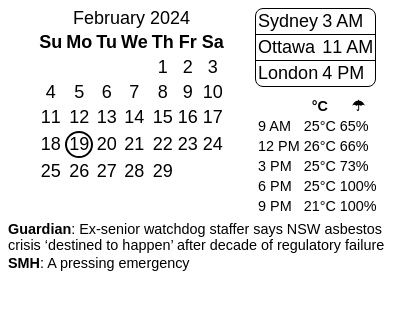 February 2024
Su Mo Tu We Th Fr Sa
1 2 3
4 5 6 7 8 9 10
11 12 13 14 15 16 17
18 19 20 21 22 23 24
25 26 27 28 29
Sydney 3 AM
Ottawa 11 AM
London 4 PM
°C ☂
9 AM 25°C 65%
12 PM 26°C 66%
3 PM 25°C 73%
6 PM 25°C 100%
9 PM 21°C 100%
Guardian: Ex-senior watchdog staffer says NSW asbestos
crisis ‘destined to happen’ after decade of regulatory failure
SMH: A pressing emergency